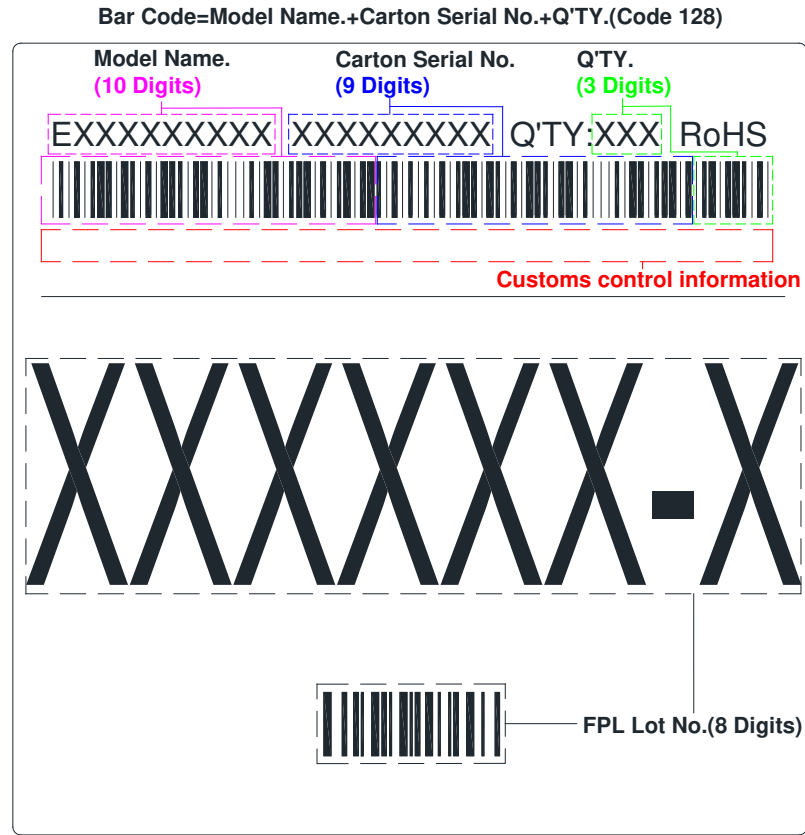 Bar Code=Model Name.+Carton Serial No.+Q'TY.(Code 128)
Model Name. Carton Serial No. Q'TY.
(10 Digits) (9 Digits) (3 Digits)
EXXXXXXXXX XXXXXXXXX Q'TY:XXX RoHS
Customs control information
XXXXXX-X
FPL Lot No.(8 Digits)